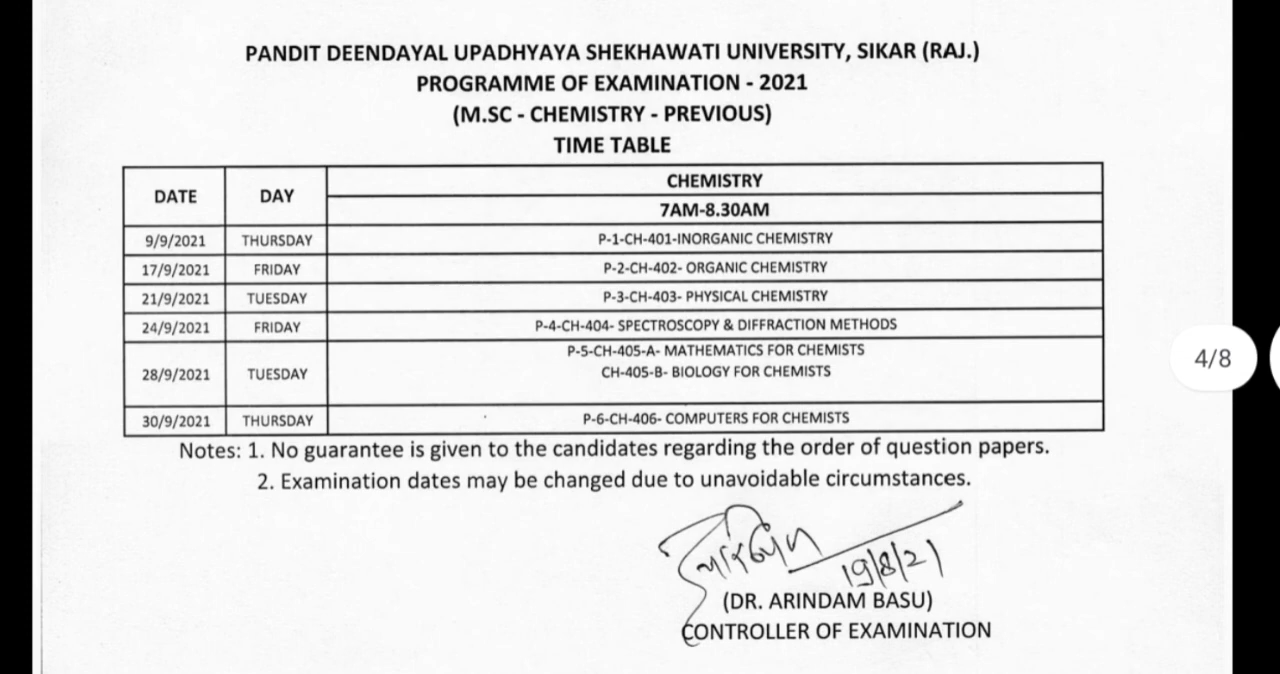 PANDIT DEENDAYAL UPADHYAYA SHEKHAWATI UNIVERSITY, SIKAR (RAJ.)
PROGRAMME OF EXAMINATION - 2021
(M.SC - CHEMISTRY - PREVIOUS)
TIME TABLE
DATE DAY CHEMISTRY
7AM-8.30AM
9/9/2021 THURSDAY P-1-CH-401-INORGANIC CHEMISTRY
17/9/2021 FRIDAY P-2-CH-402- ORGANIC CHEMISTRY
21/9/2021 TUESDAY P-3-CH-403- PHYSICAL CHEMISTRY
24/9/2021 FRIDAY P-4-CH-404- SPECTROSCOPY & DIFFRACTION METHODS
28/9/2021 TUESDAY P-5-CH-405-A- MATHEMATICS FOR CHEMISTS
CH-405-B- BIOLOGY FOR CHEMISTS
30/9/2021 THURSDAY P-6-CH-406- COMPUTERS FOR CHEMISTS
4/8
Notes: 1. No guarantee is given to the candidates regarding the order of question papers.
2. Examination dates may be changed due to unavoidable circumstances.
19/8/21
(DR. ARINDAM BASU)
CONTROLLER OF EXAMINATION